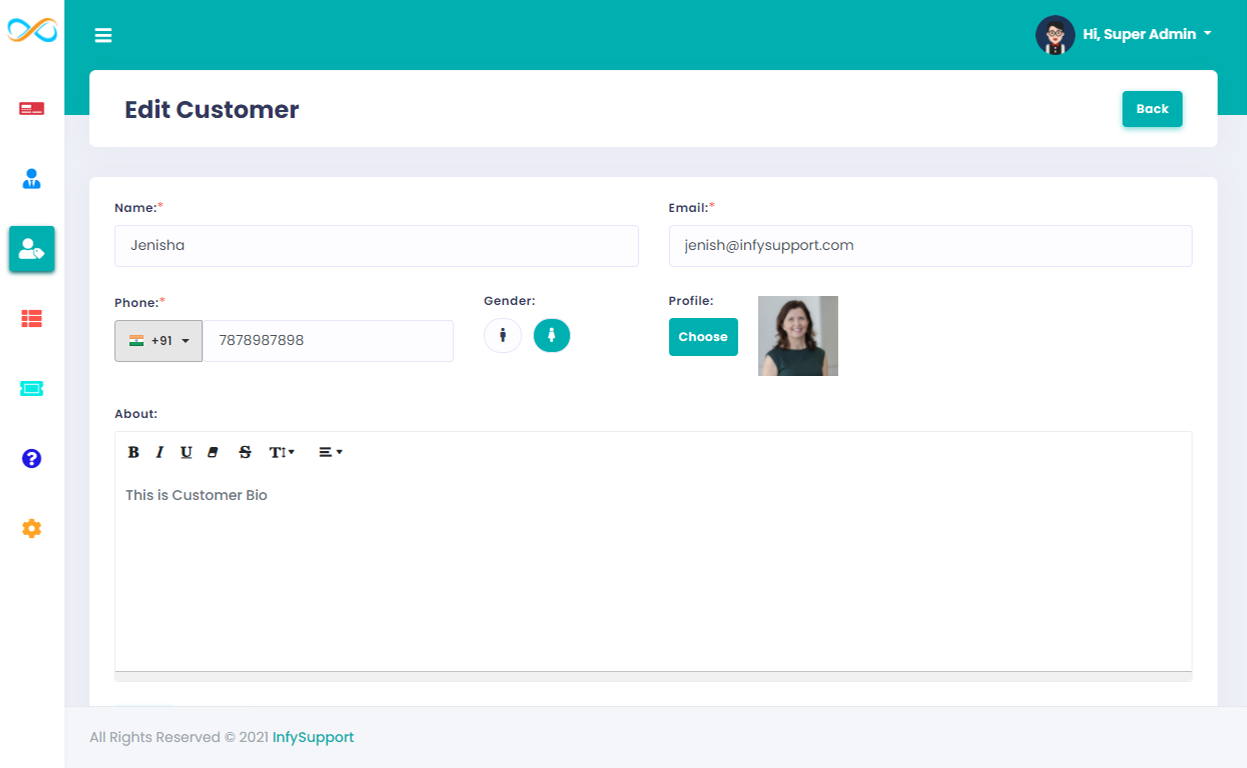 Hi, Super Admin
Edit Customer
Back
Name:*
Email:*
Jenisha
jenish@infysupport.com
Phone:*
Gender:
Profile:
+91
7878987898
Choose
About:
B I U S T
This is Customer Bio
All Rights Reserved © 2021 InfySupport